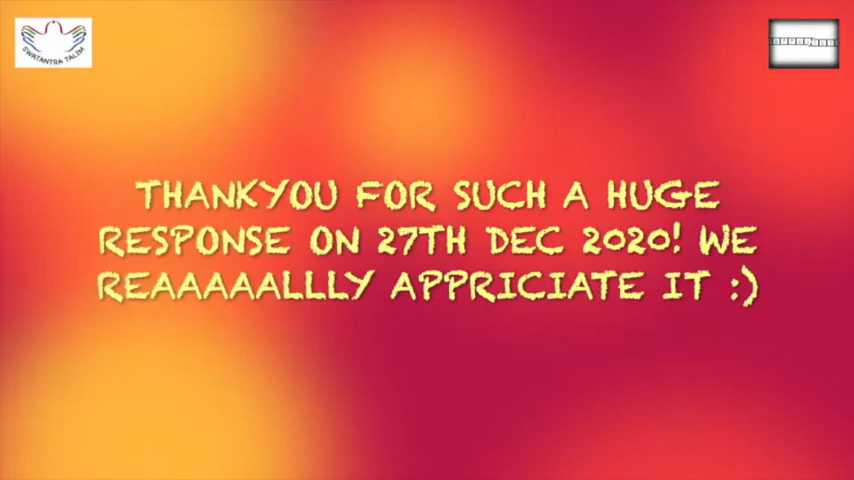 SWATANTRA TALIM
THANKYOU FOR SUCH A HUGE
RESPONSE ON 27TH DEC 2020! WE
REAAAAALLLY APPRICIATE IT :)